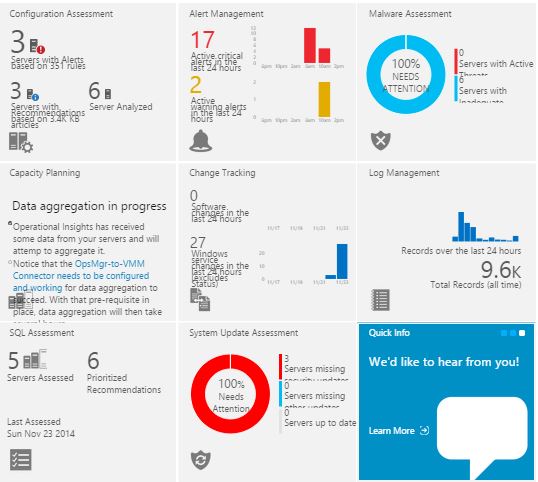 Configuration Assessment
3
Servers with Alerts
based on 351 rules
3
Servers with
Recommendations
based on 3.4K KB
articles
6
Server Analyzed
Alert Management
17
Active critical
alerts in the
last 24 hours
12
10
8
6
4
2
0
6pm 10pm 2am 6am 10am 2pm
2
Active
warning alerts
in the last 24
hours
2
1
0
6pm 10pm 2am 6am 10am 2pm
Malware Assessment
100%
NEEDS
ATTENTION
0
Servers with Active
Threats
6
Servers with
Inadequate
Capacity Planning
Data aggregation in progress
Operational Insights has received
some data from your servers and will
attemp to aggregate it.
Notice that the OpsMgr-to-VMM
Connector needs to be configured
and working for data aggregation to
succeed. With that pre-requisite in
place, data aggregation will then take
several hours
Change Tracking
0
Software
changes in the
last 24 hours
11/17 11/19 11/21 11/23
27
Windows
service
changes in the
last 24 hours
(excludes
Status)
20
10
0
11/17 11/19 11/21 11/23
Log Management
Records over the last 24 hours
9.6K
Total Records (all time)
SQL Assessment
5
Servers Assessed
6
Prioritized
Recommendations
Last Assessed
Sun Nov 23 2014
System Update Assessment
100%
Needs
Attention
3
Servers missing
security updates
0
Servers missing
other updates
0
Servers up to date
Quick Info
We'd like to hear from you!
Learn More